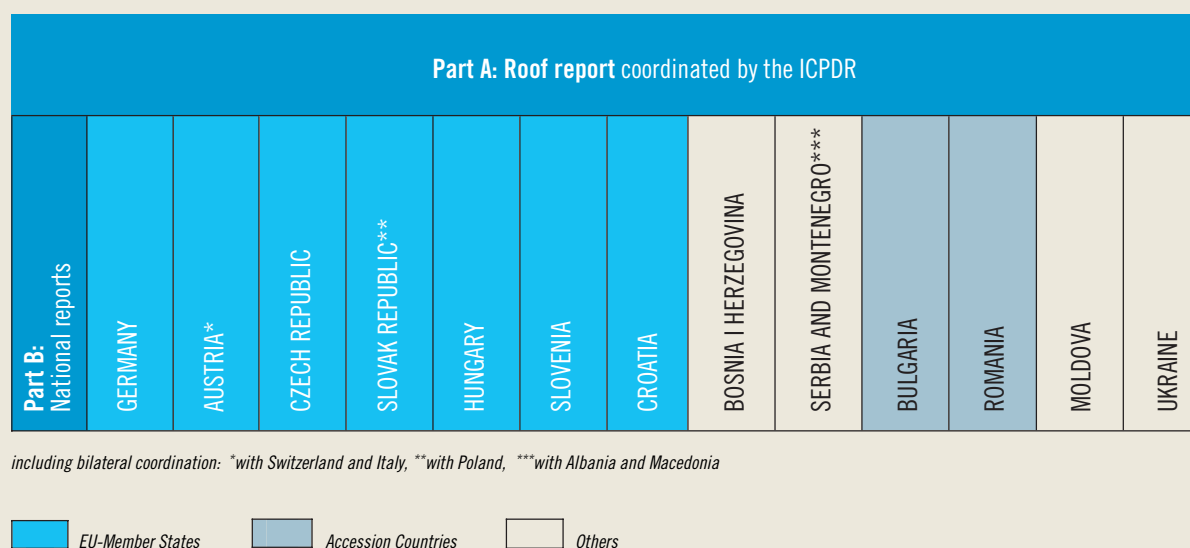 Part A: Roof report coordinated by the ICPDR
Part B:
National reports
GERMANY
AUSTRIA*
CZECH REPUBLIC
SLOVAK REPUBLIC**
HUNGARY
SLOVENIA
CROATIA
BOSNIA I HERZEGOVINA
SERBIA AND MONTENEGRO***
BULGARIA
ROMANIA
MOLDOVA
UKRAINE
including bilateral coordination: *with Switzerland and Italy, **with Poland, ***with Albania and Macedonia
EU-Member States Accession Countries Others